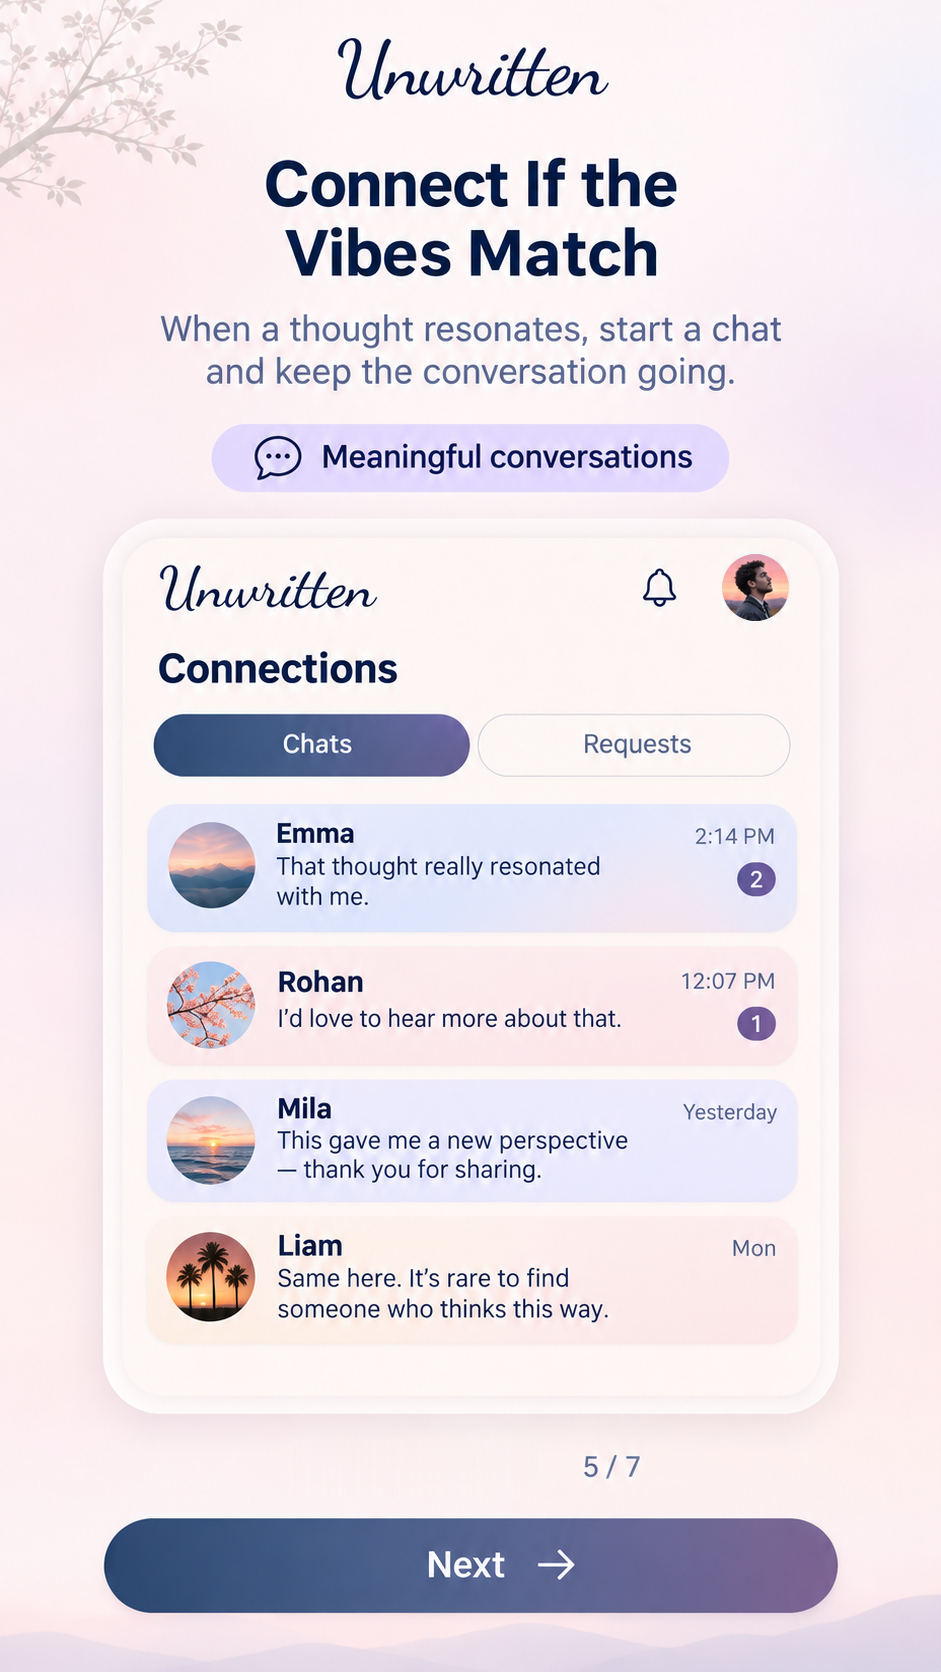 Unwritten
Connect If the
Vibes Match
When a thought resonates, start a chat
and keep the conversation going.
Meaningful conversations
Unwritten
Connections
Chats
Requests
Emma
2:14 PM
That thought really resonated
with me.
2
Rohan
12:07 PM
I’d love to hear more about that.
1
Mila
Yesterday
This gave me a new perspective
— thank you for sharing.
Liam
Mon
Same here. It’s rare to find
someone who thinks this way.
5 / 7
Next →